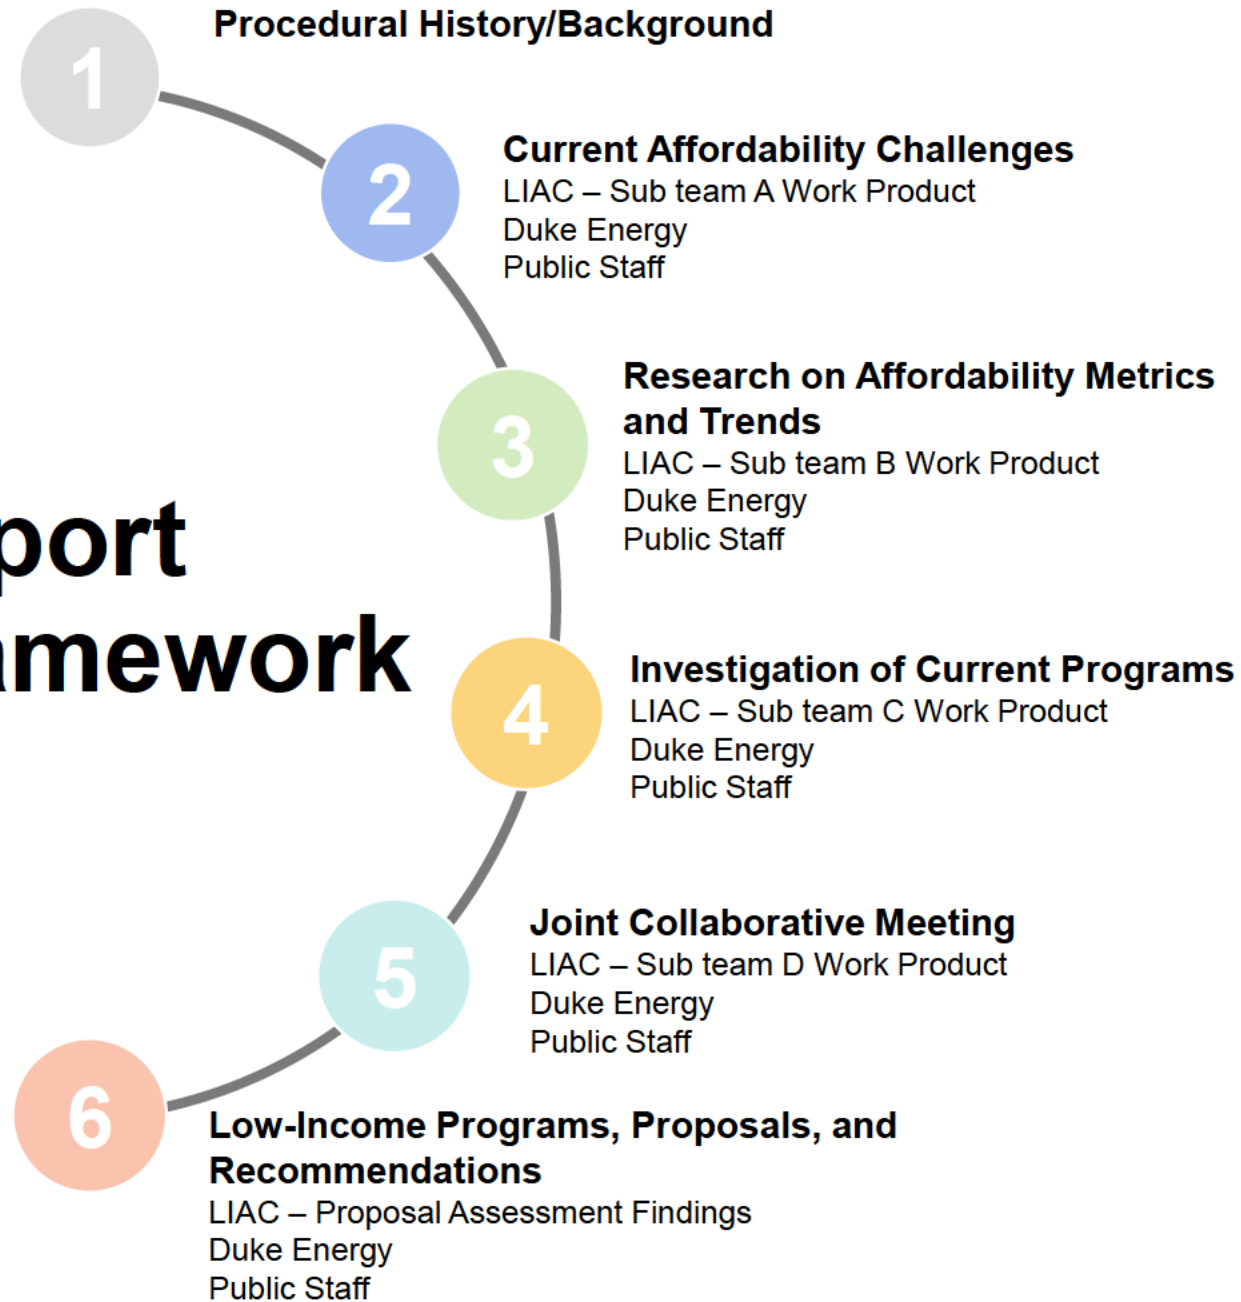 1
Procedural History/Background
2
Current Affordability Challenges
LIAC – Sub team A Work Product
Duke Energy
Public Staff
3
Research on Affordability Metrics
and Trends
LIAC – Sub team B Work Product
Duke Energy
Public Staff
port
amework
4
Investigation of Current Programs
LIAC – Sub team C Work Product
Duke Energy
Public Staff
5
Joint Collaborative Meeting
LIAC – Sub team D Work Product
Duke Energy
Public Staff
6
Low-Income Programs, Proposals, and
Recommendations
LIAC – Proposal Assessment Findings
Duke Energy
Public Staff